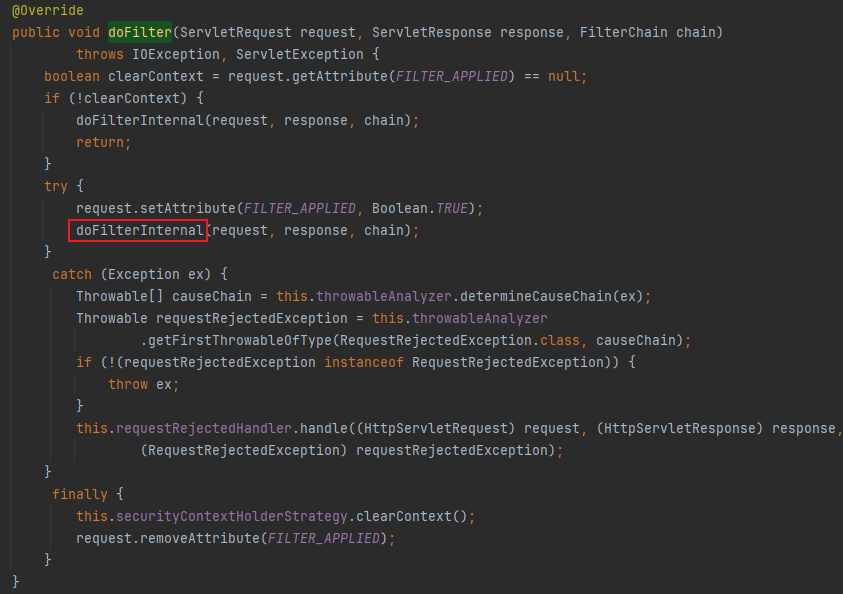 @Override
public void doFilter(ServletRequest request, ServletResponse response, FilterChain chain)
        throws IOException, ServletException {
    boolean clearContext = request.getAttribute(FILTER_APPLIED) == null;
    if (!clearContext) {
        doFilterInternal(request, response, chain);
        return;
    }
    try {
        request.setAttribute(FILTER_APPLIED, Boolean.TRUE);
        doFilterInternal(request, response, chain);
    }
     catch (Exception ex) {
        Throwable[] causeChain = this.throwableAnalyzer.determineCauseChain(ex);
        Throwable requestRejectedException = this.throwableAnalyzer
                .getFirstThrowableOfType(RequestRejectedException.class, causeChain);
        if (!(requestRejectedException instanceof RequestRejectedException)) {
            throw ex;
        }
        this.requestRejectedHandler.handle((HttpServletRequest) request, (HttpServletResponse) response,
                (RequestRejectedException) requestRejectedException);
    }
     finally {
        this.securityContextHolderStrategy.clearContext();
        request.removeAttribute(FILTER_APPLIED);
    }
}